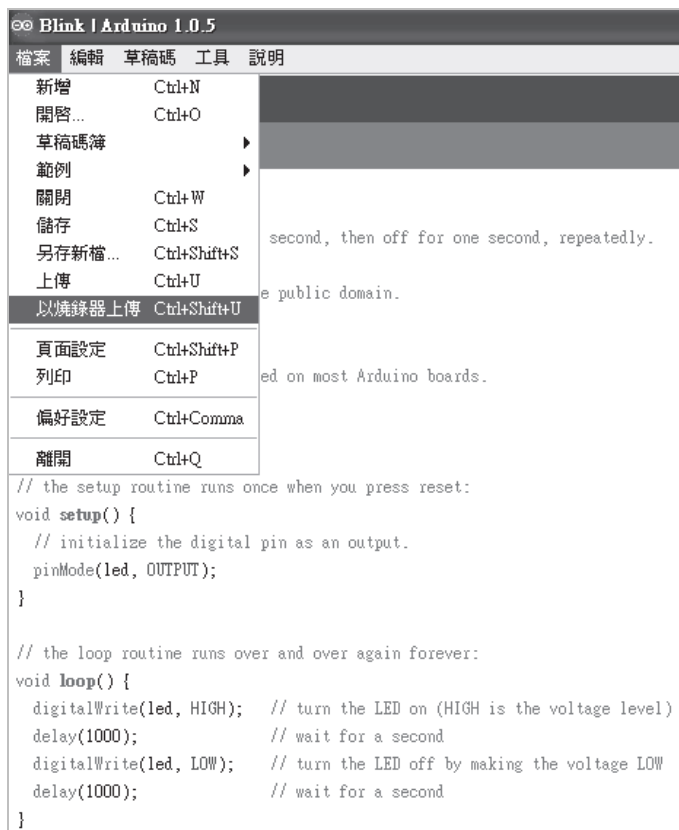 Blink | Arduino 1.0.5
檔案 編輯 草稿碼 工具 說明
新增 Ctrl+N
開啓... Ctrl+O
草稿碼簿
範例
關閉 Ctrl+W
儲存 Ctrl+S
另存新檔... Ctrl+Shift+S
上傳 Ctrl+U
以燒錄器上傳 Ctrl+Shift+U
頁面設定 Ctrl+Shift+P
列印 Ctrl+P
偏好設定 Ctrl+Comma
離開 Ctrl+Q
second, then off for one second, repeatedly.
e public domain.
ed on most Arduino boards.
// the setup routine runs once when you press reset:
void setup() {
// initialize the digital pin as an output.
pinMode(led, OUTPUT);
}
// the loop routine runs over and over again forever:
void loop() {
digitalWrite(led, HIGH); // turn the LED on (HIGH is the voltage level)
delay(1000); // wait for a second
digitalWrite(led, LOW); // turn the LED off by making the voltage LOW
delay(1000); // wait for a second
}